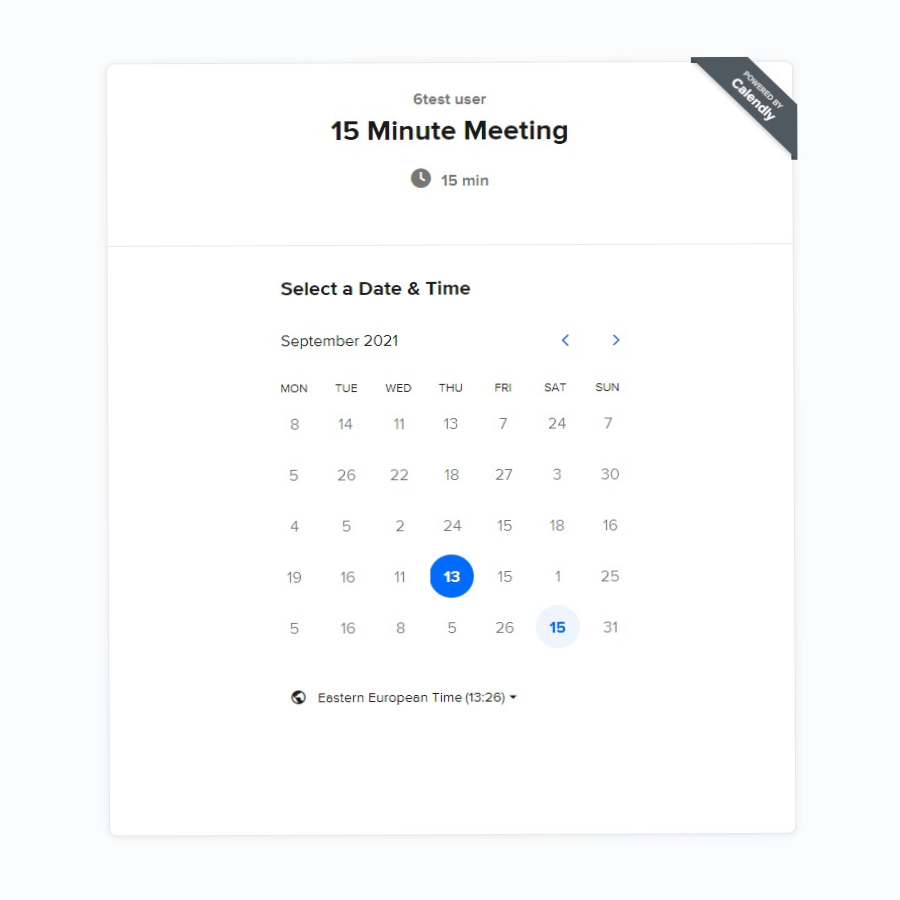 POWERED BY
Calendly
6test user
15 Minute Meeting
15 min
Select a Date & Time
September 2021
MON TUE WED THU FRI SAT SUN
8 14 11 13 7 24 7
5 26 22 18 27 3 30
4 5 2 24 15 18 16
19 16 11 13 15 1 25
5 16 8 5 26 15 31
Eastern European Time (13:26)